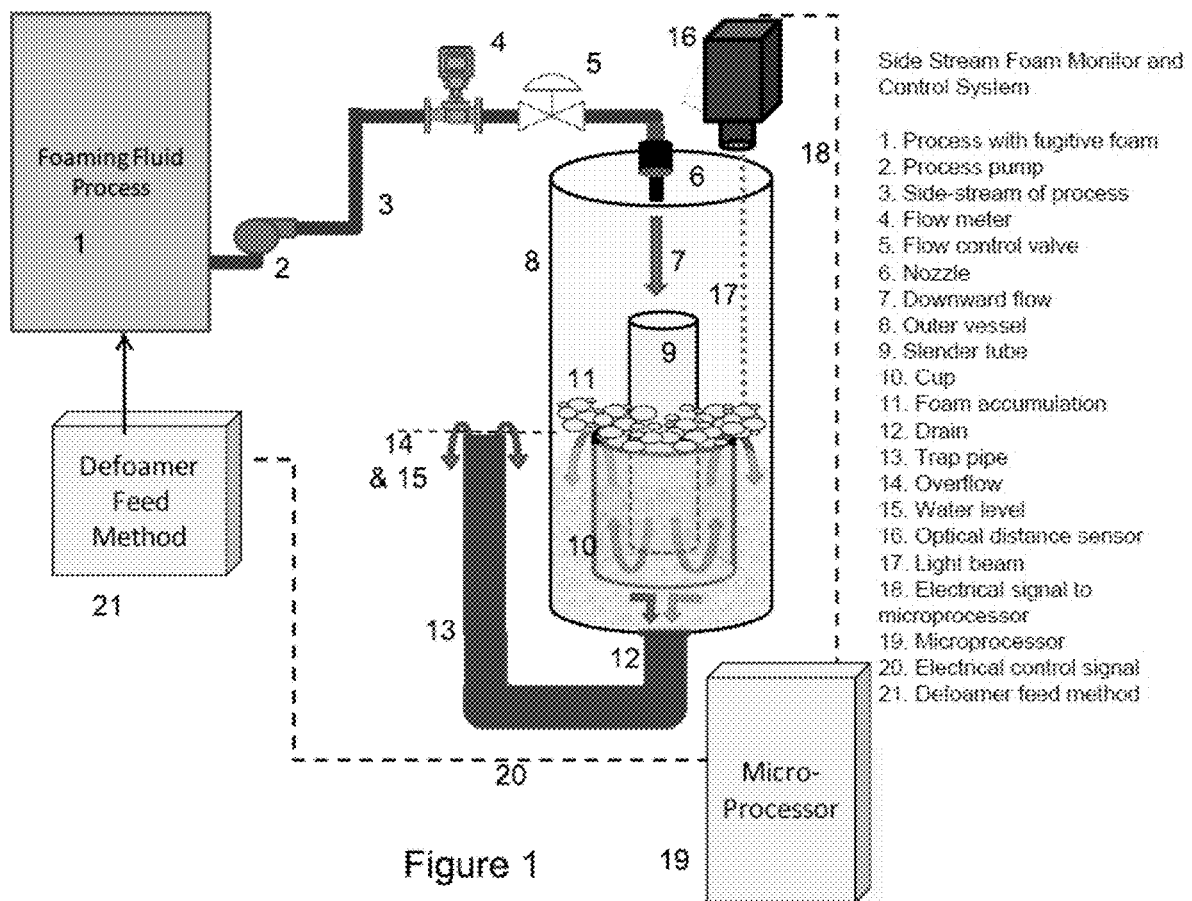 Foaming Fluid
Process
1
2
3
4
5
6
7
8
9
10
11
12
13
14
& 15
16
17
18
Defoamer
Feed
Method
21
20
Micro-
Processor
19
Figure 1
Side Stream Foam Monitor and
Control System
1. Process with fugitive foam
2. Process pump
3. Side-stream of process
4. Flow meter
5. Flow control valve
6. Nozzle
7. Downward flow
8. Outer vessel
9. Slender tube
10. Cup
11. Foam accumulation
12. Drain
13. Trap pipe
14. Overflow
15. Water level
16. Optical distance sensor
17. Light beam
18. Electrical signal to
microprocessor
19. Microprocessor
20. Electrical control signal
21. Defoamer feed method